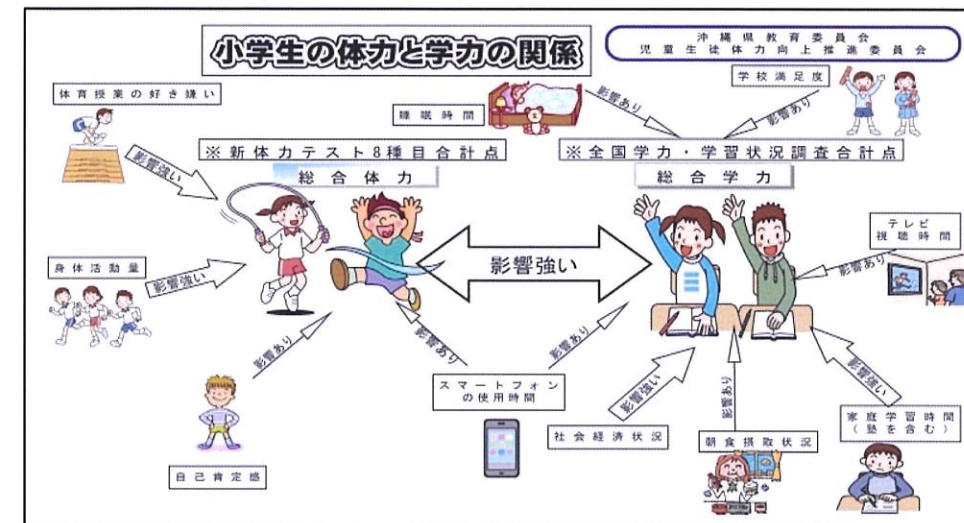 小学生の体力と学力の関係
沖縄県教育委員会
児童生徒体力向上推進委員会
体育授業の好き嫌い
影響強い
睡眠時間
影響あり
学校満足度
影響あり
※新体力テスト8種目合計点
総合体力
※全国学力・学習状況調査合計点
総合学力
身体活動量
影響強い
影響強い
テレビ
視聴時間
影響あり
影響あり
自己肯定感
影響あり
スマートフォン
の使用時間
影響あり
影響強い
社会経済状況
影響あり
朝食摂取状況
影響強い
家庭学習時間
(塾を含む)